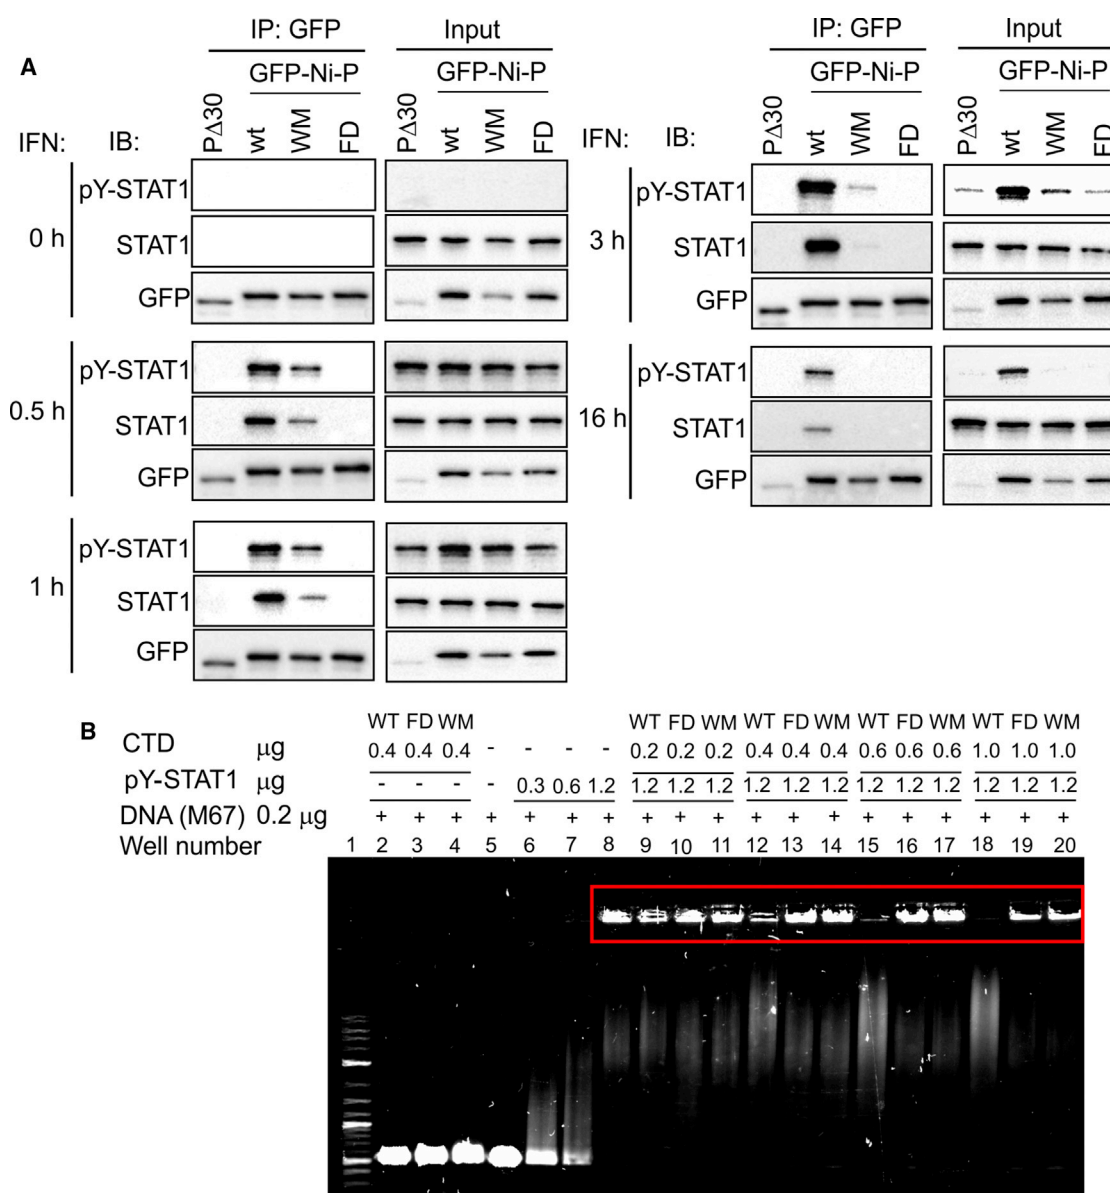 A
IP: GFP
Input
GFP-Ni-P
GFP-Ni-P
IFN:
IB:
PΔ30
wt
WM
FD
PΔ30
wt
WM
FD
0 h
pY-STAT1
STAT1
GFP
0.5 h
pY-STAT1
STAT1
GFP
1 h
pY-STAT1
STAT1
GFP
IP: GFP
Input
GFP-Ni-P
GFP-Ni-P
IFN:
IB:
PΔ30
wt
WM
FD
PΔ30
wt
WM
FD
3 h
pY-STAT1
STAT1
GFP
16 h
pY-STAT1
STAT1
GFP
B
WT FD WM WT FD WM WT FD WM WT FD WM WT FD WM
CTD μg 0.4 0.4 0.4 - - - - 0.2 0.2 0.2 0.4 0.4 0.4 0.6 0.6 0.6 1.0 1.0 1.0
pY-STAT1 μg - - - - 0.3 0.6 1.2 1.2 1.2 1.2 1.2 1.2 1.2 1.2 1.2 1.2 1.2 1.2 1.2
DNA (M67) 0.2 μg + + + + + + + + + + + + + + + + + + +
Well number 1 2 3 4 5 6 7 8 9 10 11 12 13 14 15 16 17 18 19 20